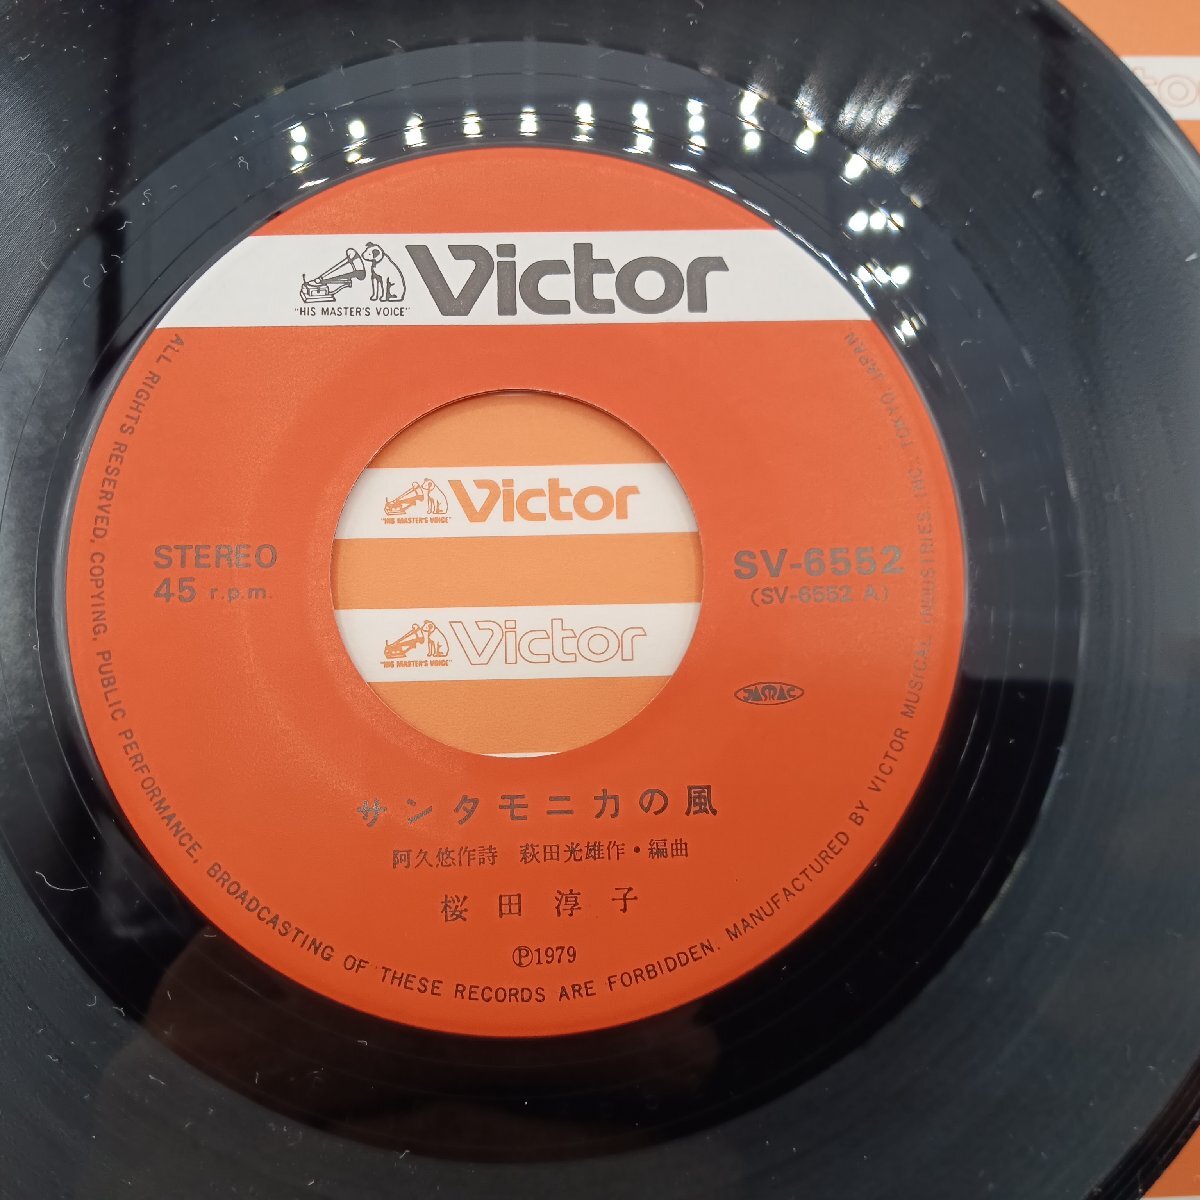 Victor
"HIS MASTER'S VOICE"
STEREO
45 r.p.m.
SV-6552
(SV-6552 A)
JASRAC
サンタモニカの風
阿久悠作詩 萩田光雄作・編曲
桜田淳子
Ⓟ1979
ALL RIGHTS RESERVED. COPYING, PUBLIC PERFORMANCE, BROADCASTING OF THESE RECORDS ARE FORBIDDEN. MANUFACTURED BY VICTOR MUSICAL INDUSTRIES, INC., TOKYO, JAPAN
Victor
"HIS MASTER'S VOICE"
Victor
"HIS MASTER'S VOICE"